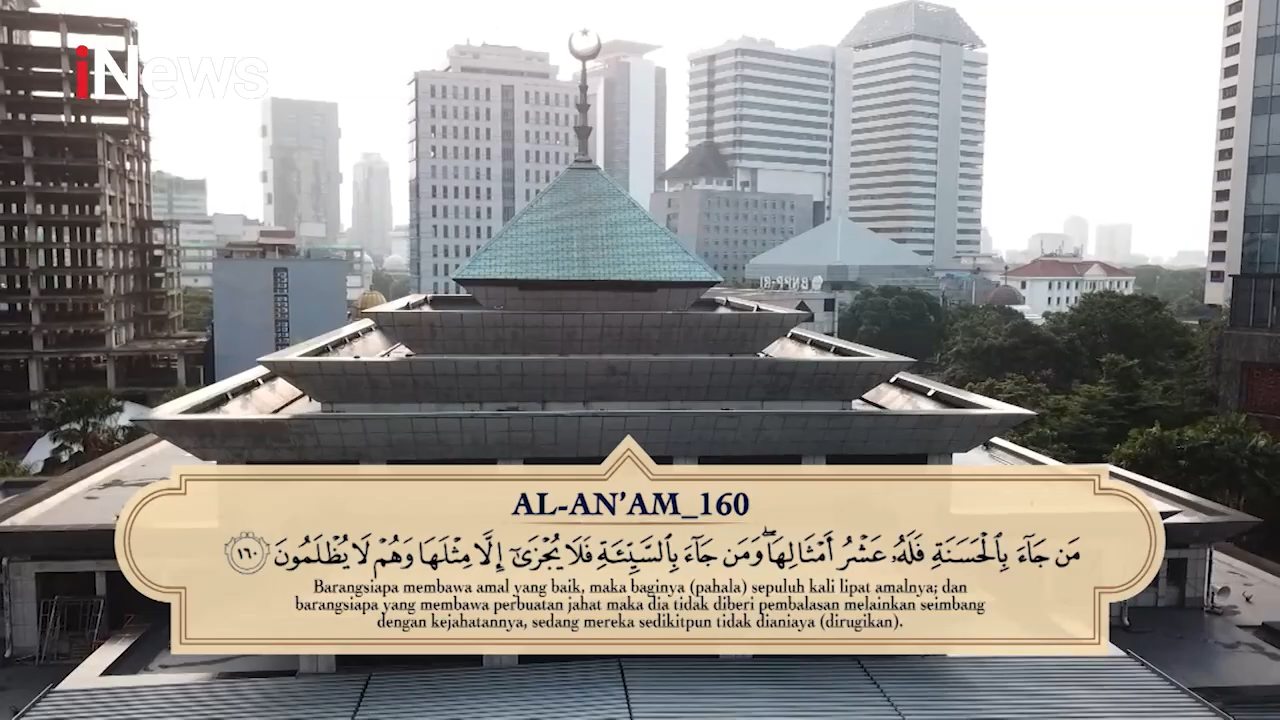 iNews
BNPP-RI
AL-AN’AM_160
مَن جَآءَ بِٱلْحَسَنَةِ فَلَهُۥ عَشْرُ أَمْثَالِهَا ۖ وَمَن جَآءَ بِٱلسَّيِّئَةِ فَلَا يُجْزَىٰٓ إِلَّا مِثْلَهَا وَهُمْ لَا يُظْلَمُونَ ١٦٠
Barangsiapa membawa amal yang baik, maka baginya (pahala) sepuluh kali lipat amalnya; dan
barangsiapa yang membawa perbuatan jahat maka dia tidak diberi pembalasan melainkan seimbang
dengan kejahatannya, sedang mereka sedikitpun tidak dianiaya (dirugikan).